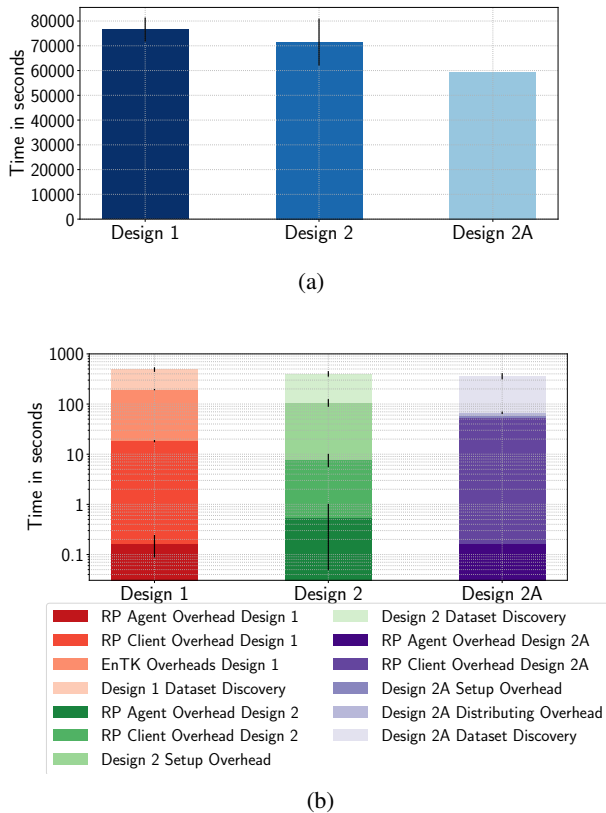 80000
70000
60000
50000
40000
30000
20000
10000
0
Time in seconds
Design 1
Design 2
Design 2A
(a)
1000
100
10
1
0.1
Time in seconds
Design 1
Design 2
Design 2A
RP Agent Overhead Design 1
RP Client Overhead Design 1
EnTK Overheads Design 1
Design 1 Dataset Discovery
RP Agent Overhead Design 2
RP Client Overhead Design 2
Design 2 Setup Overhead
Design 2 Dataset Discovery
RP Agent Overhead Design 2A
RP Client Overhead Design 2A
Design 2A Setup Overhead
Design 2A Distributing Overhead
Design 2A Dataset Discovery
(b)